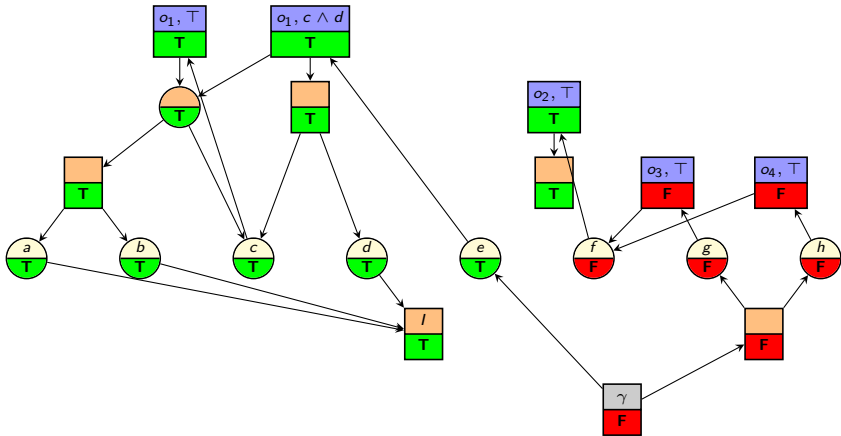 o₁, ⊤
o₁, c ∧ d
T
T
o₂, ⊤
T
T
T
o₃, ⊤
o₄, ⊤
T
T
F
F
a
b
c
d
e
f
g
h
T
T
T
T
T
F
F
F
I
T
F
γ
F